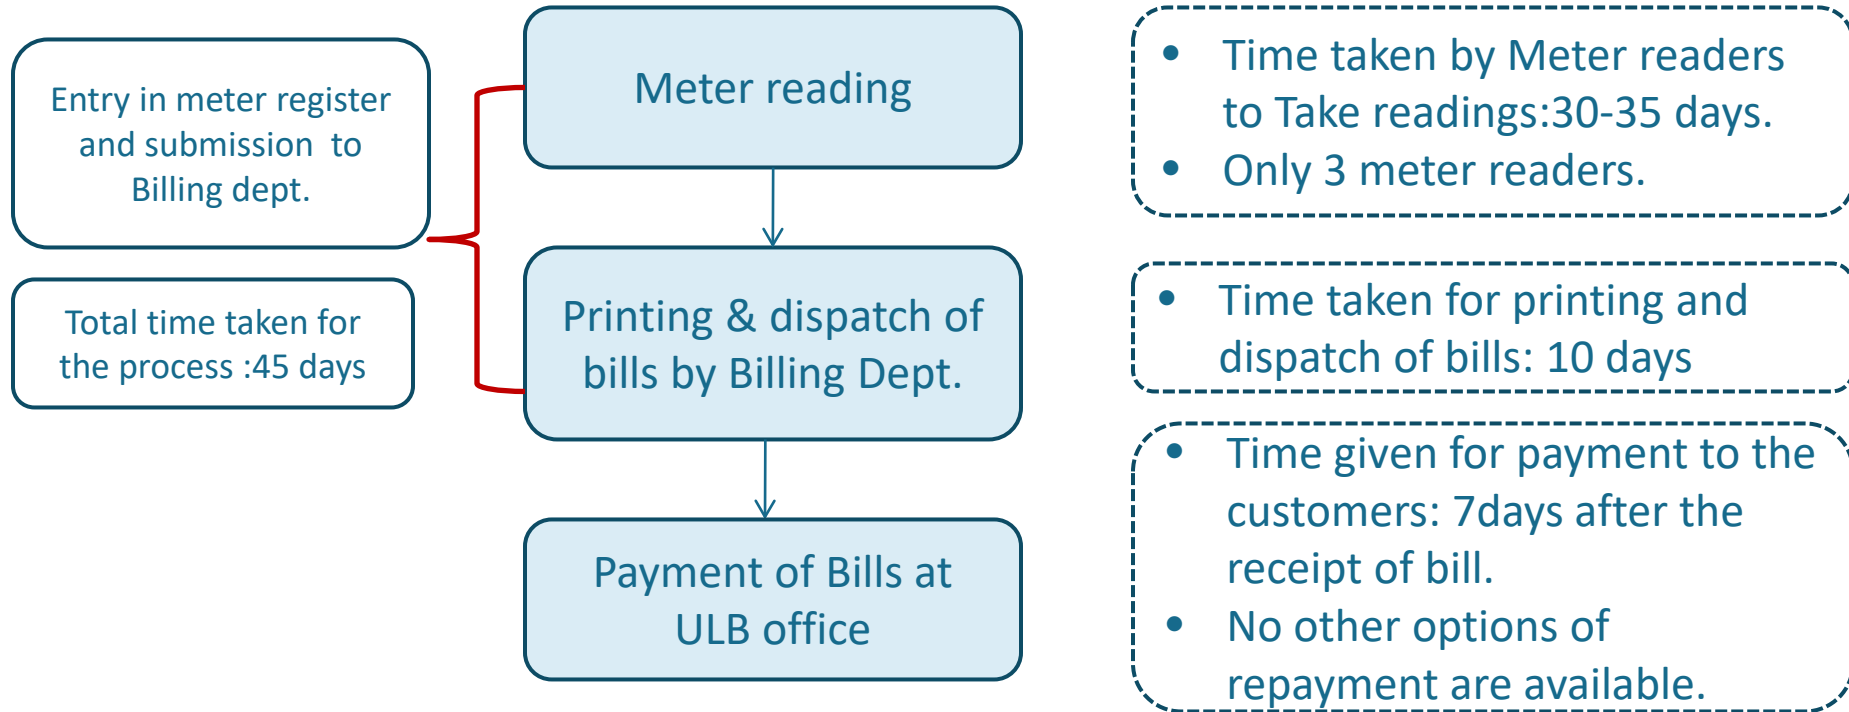 Entry in meter register
and submission to
Billing dept.
Total time taken for
the process :45 days
Meter reading
Printing & dispatch of
bills by Billing Dept.
Payment of Bills at
ULB office
• Time taken by Meter readers
to Take readings:30-35 days.
• Only 3 meter readers.
• Time taken for printing and
dispatch of bills: 10 days
• Time given for payment to the
customers: 7days after the
receipt of bill.
• No other options of
repayment are available.